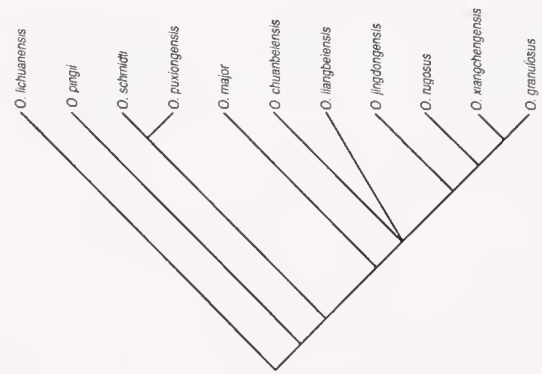 O. lichuanensis
O pingii
O. schmidti
O. puxiongensis
O. major
O chuanbeiensis
O. liangbeiensis
O jingdongensis
O. rugosus
O. xiangchengensis
O. granulosus